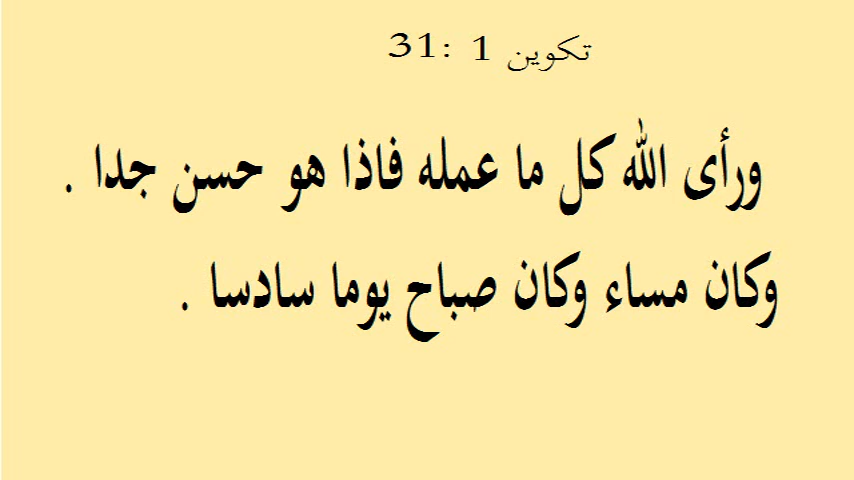 تكوين 1 :31
ورأى الله كل ما عمله فاذا هو حسن جدا .
وكان مساء وكان صباح يوما سادسا .